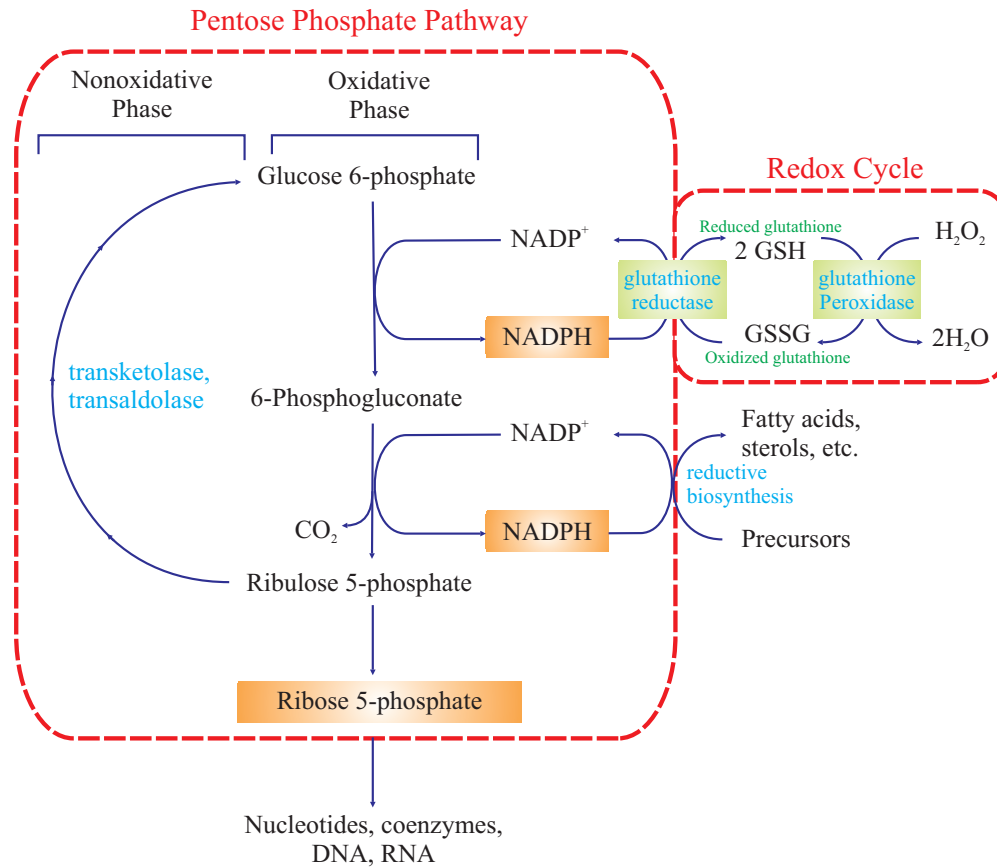 Pentose Phosphate Pathway
Nonoxidative
Phase
Oxidative
Phase
Glucose 6-phosphate
Redox Cycle
NADP⁺
Reduced glutathione
2 GSH
H₂O₂
glutathione
reductase
glutathione
Peroxidase
NADPH
GSSG
Oxidized glutathione
2H₂O
transketolase,
transaldolase
6-Phosphogluconate
NADP⁺
Fatty acids,
sterols, etc.
reductive
biosynthesis
CO₂
NADPH
Precursors
Ribulose 5-phosphate
Ribose 5-phosphate
Nucleotides, coenzymes,
DNA, RNA